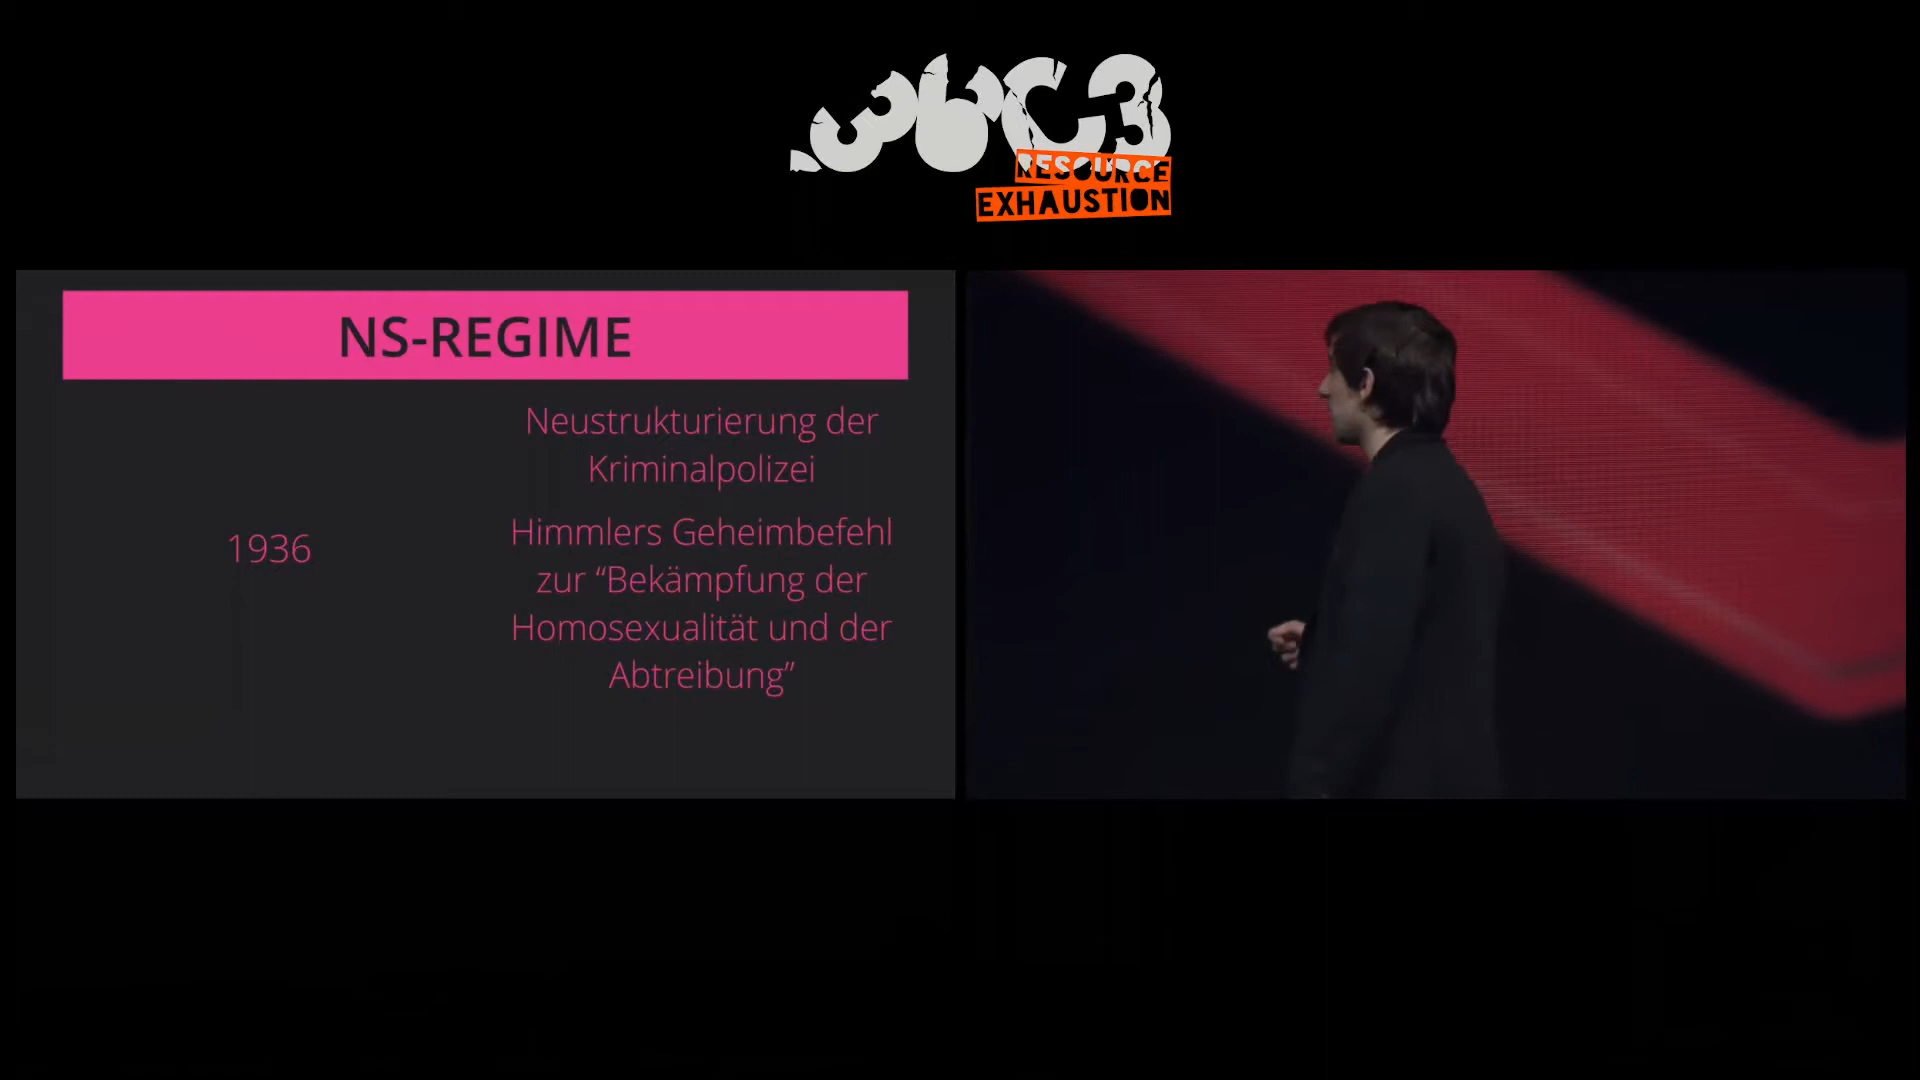 36C3
RESOURCE
EXHAUSTION
NS-REGIME
1936
Neustrukturierung der
Kriminalpolizei
Himmlers Geheimbefehl
zur “Bekämpfung der
Homosexualität und der
Abtreibung”